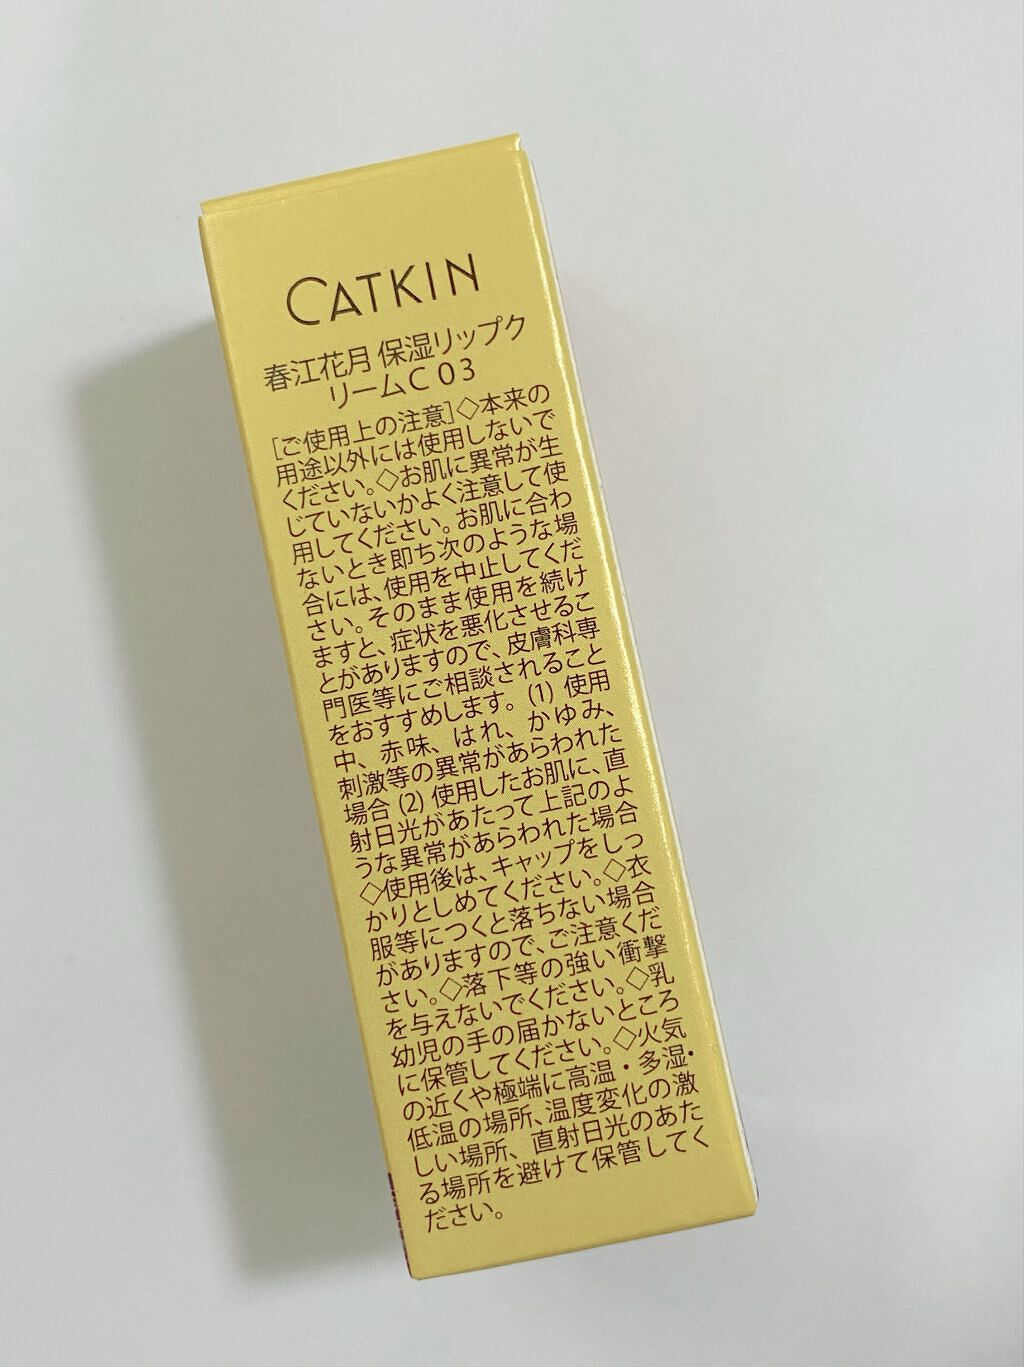 CATKIN
春江花月 保湿リップク
リームC 03
[ご使用上の注意]◇本来の
用途以外には使用しないで
ください。◇お肌に異常が生
じていないかよく注意して使
用してください。お肌に合わ
ないとき即ち次のような場
合には、使用を中止してくだ
さい。そのまま使用を続け
ますと、症状を悪化させるこ
とがありますので、皮膚科専
門医等にご相談されること
をおすすめします。(1) 使用
中、赤味、はれ、かゆみ、
刺激等の異常があらわれた
場合 (2) 使用したお肌に、直
射日光があたって上記のよ
うな異常があらわれた場合
◇使用後は、キャップをしっ
かりとしめてください。◇衣
服等につくと落ちない場合
がありますので、ご注意くだ
さい。◇落下等の強い衝撃
を与えないでください。◇乳
幼児の手の届かないところ
に保管してください。◇火気
の近くや極端に高温・多湿・
低温の場所、温度変化の激
しい場所、直射日光のあた
る場所を避けて保管してく
ださい。